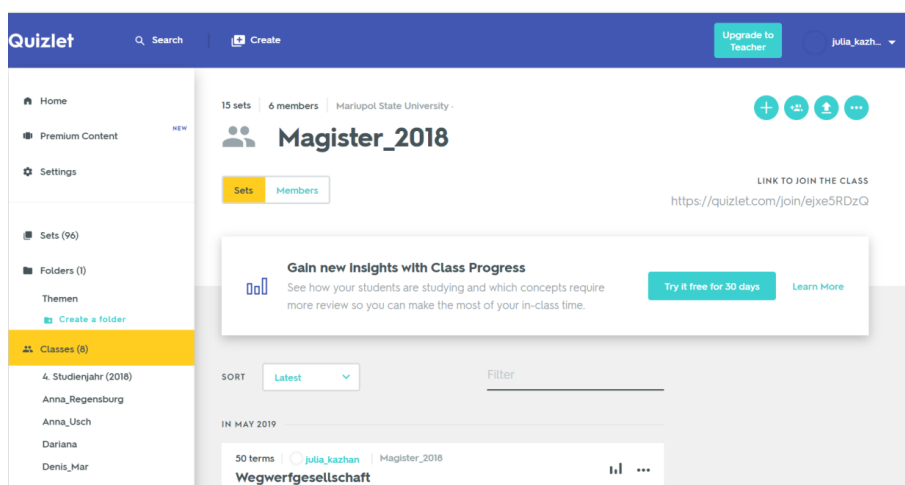 Quizlet
Search
Create
Upgrade to
Teacher
julia_kazh...
Home
Premium Content
NEW
Settings
Sets (96)
Folders (1)
Themen
Create a folder
Classes (8)
4. Studienjahr (2018)
Anna_Regensburg
Anna_Usch
Dariana
Denis_Mar
15 sets 6 members Mariupol State University ·
Magister_2018
Sets Members
LINK TO JOIN THE CLASS
https://quizlet.com/join/ejxe5RDzQ
Gain new insights with Class Progress
See how your students are studying and which concepts require
more review so you can make the most of your in-class time.
Try it free for 30 days
Learn More
SORT Latest
Filter
IN MAY 2019
50 terms julia_kazhan Magister_2018
Wegwerfgesellschaft